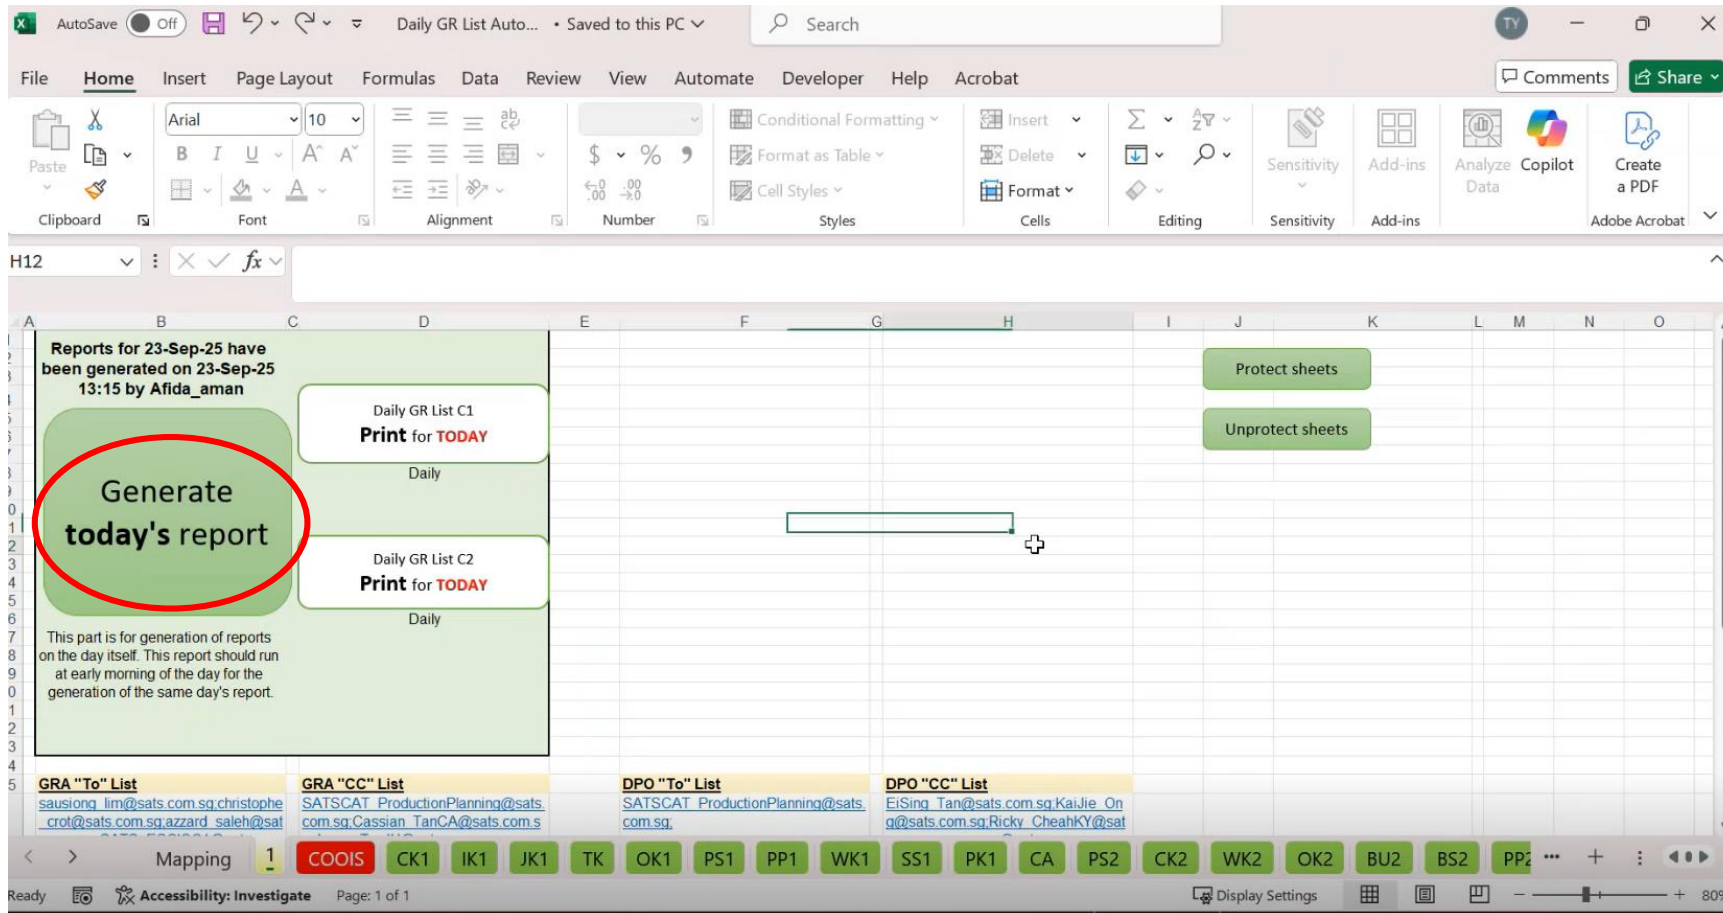 AutoSave Off Daily GR List Auto... • Saved to this PC Search TY
File Home Insert Page Layout Formulas Data Review View Automate Developer Help Acrobat Comments Share
Paste Arial 10 ab Conditional Formatting Insert
B I U A A $ % Format as Table Delete Sensitivity Add-ins Analyze Data Copilot Create a PDF
A Cell Styles Format
Clipboard Font Alignment Number Styles Cells Editing Sensitivity Add-ins Adobe Acrobat
H12 fx
A B C D E F G H I J K L M N O
Reports for 23-Sep-25 have
been generated on 23-Sep-25
13:15 by Afida_aman
Generate
today's report
This part is for generation of reports
on the day itself. This report should run
at early morning of the day for the
generation of the same day's report.
Daily GR List C1
Print for TODAY
Daily
Daily GR List C2
Print for TODAY
Daily
Protect sheets
Unprotect sheets
GRA "To" List
sausiong_lim@sats.com.sg;christophe
_crot@sats.com.sg;azzard_saleh@sat
GRA "CC" List
SATSCAT_ProductionPlanning@sats.
com.sg;Cassian_TanCA@sats.com.s
DPO "To" List
SATSCAT_ProductionPlanning@sats.
com.sg;
DPO "CC" List
EiSing_Tan@sats.com.sg;KaiJie_On
g@sats.com.sg;Ricky_CheahKY@sat
Mapping 1 COOIS CK1 IK1 JK1 TK OK1 PS1 PP1 WK1 SS1 PK1 CA PS2 CK2 WK2 OK2 BU2 BS2 PP2 ...
Ready Accessibility: Investigate Page: 1 of 1 Display Settings 80%